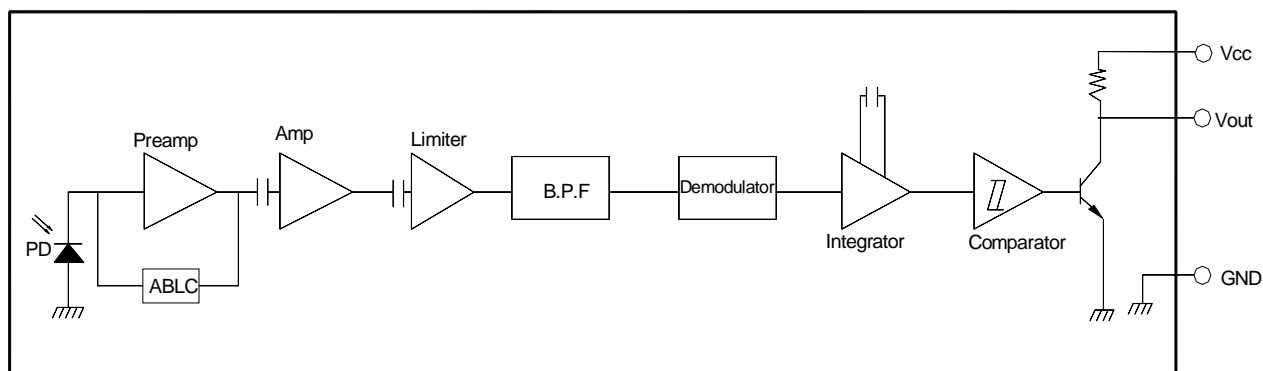 Preamp
Amp
Limiter
B.P.F
Demodulator
Integrator
Comparator
PD
ABLC
Vcc
Vout
GND